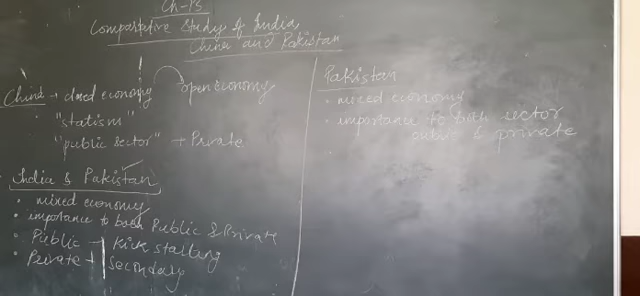 Ch-
Comparative Study of India,
China and Pakistan
China → closed economy open economy
"statism"
"public sector" + Private
India & Pakistan
• mixed economy
• importance to both Public & Private
• Public → Kick starting
• Private → Secondary
Pakistan
• mixed economy
• importance to both sector
public & private